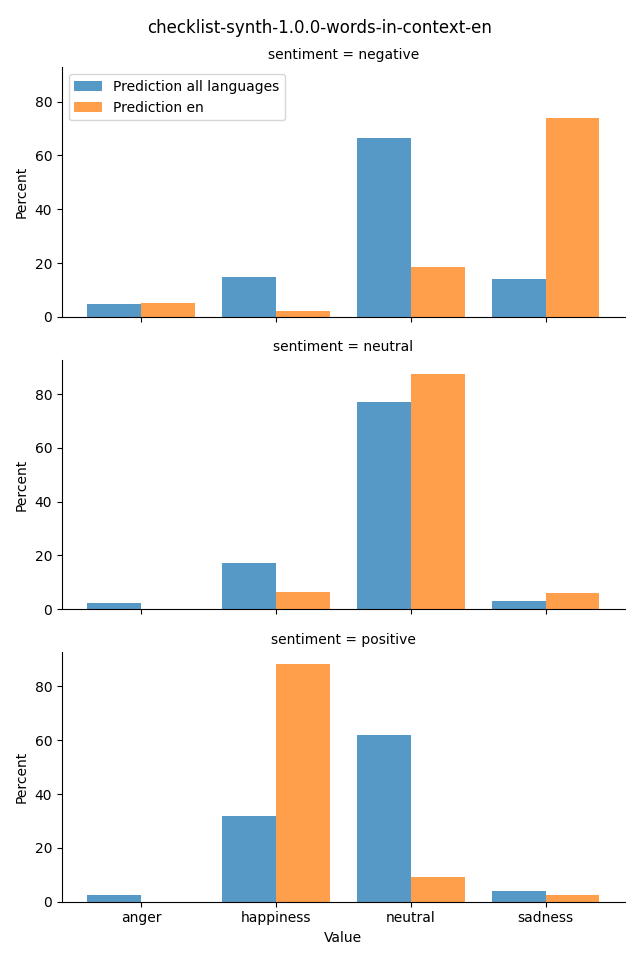 checklist-synth-1.0.0-words-in-context-en
sentiment = negative
Prediction all languages
Prediction en
80
60
40
20
0
Percent
sentiment = neutral
80
60
40
20
0
Percent
sentiment = positive
80
60
40
20
0
Percent
anger happiness neutral sadness
Value